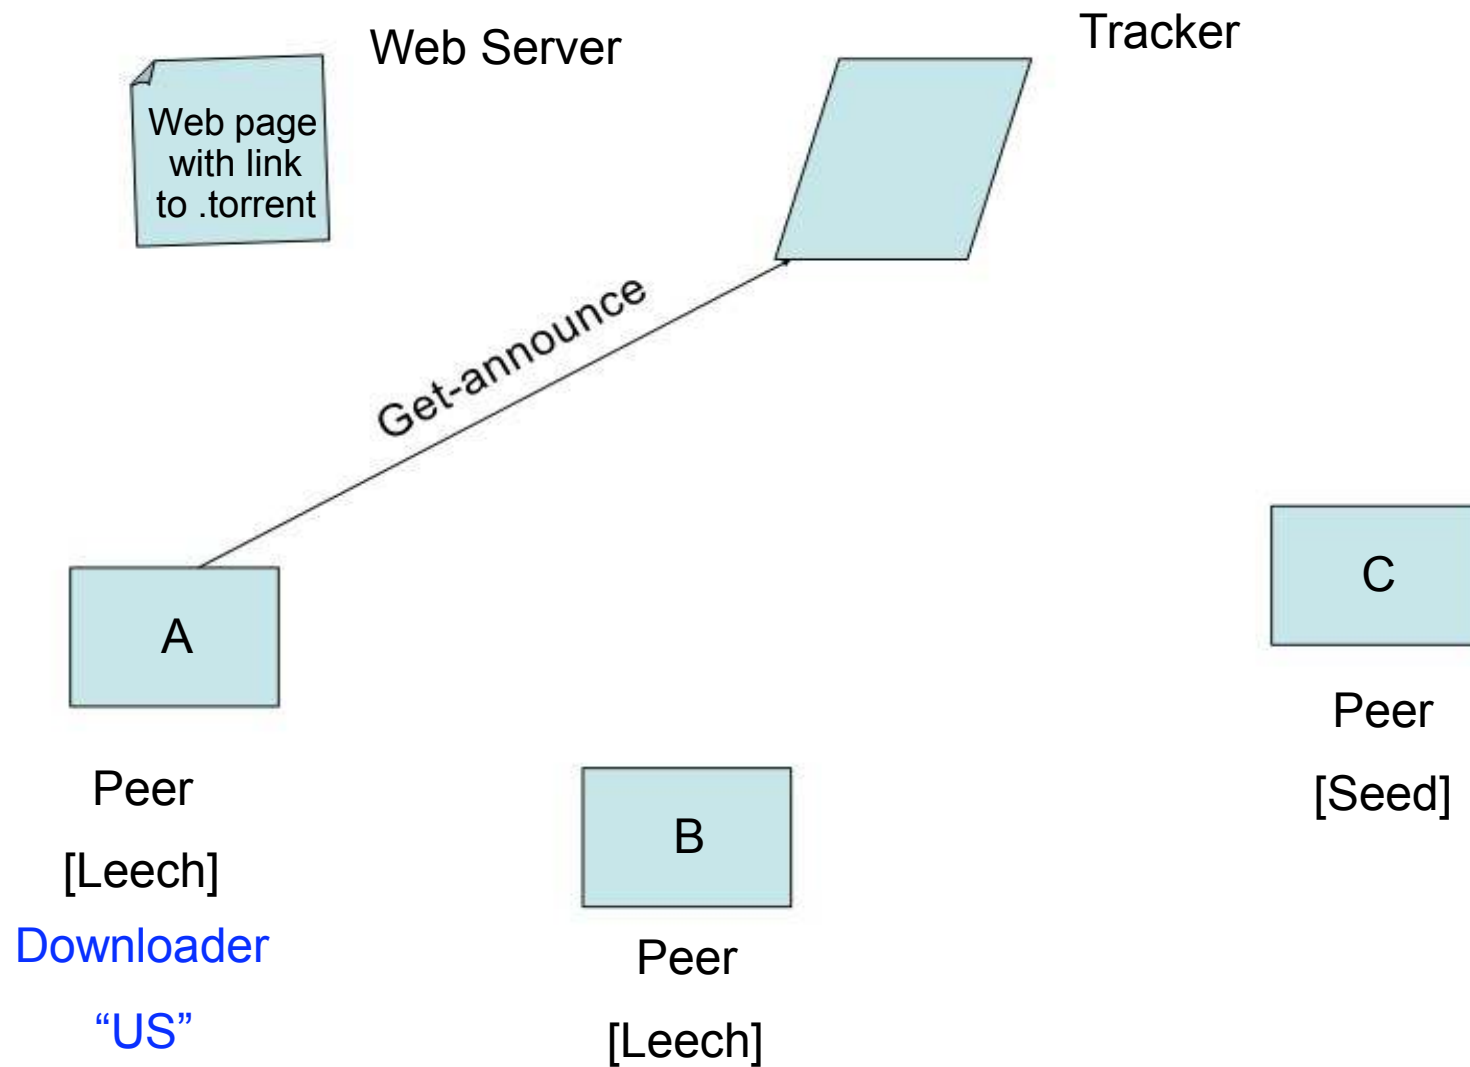 Web Server
Tracker
Web page
with link
to .torrent
Get-announce
A
C
Peer
[Seed]
Peer
[Leech]
Downloader
“US”
B
Peer
[Leech]